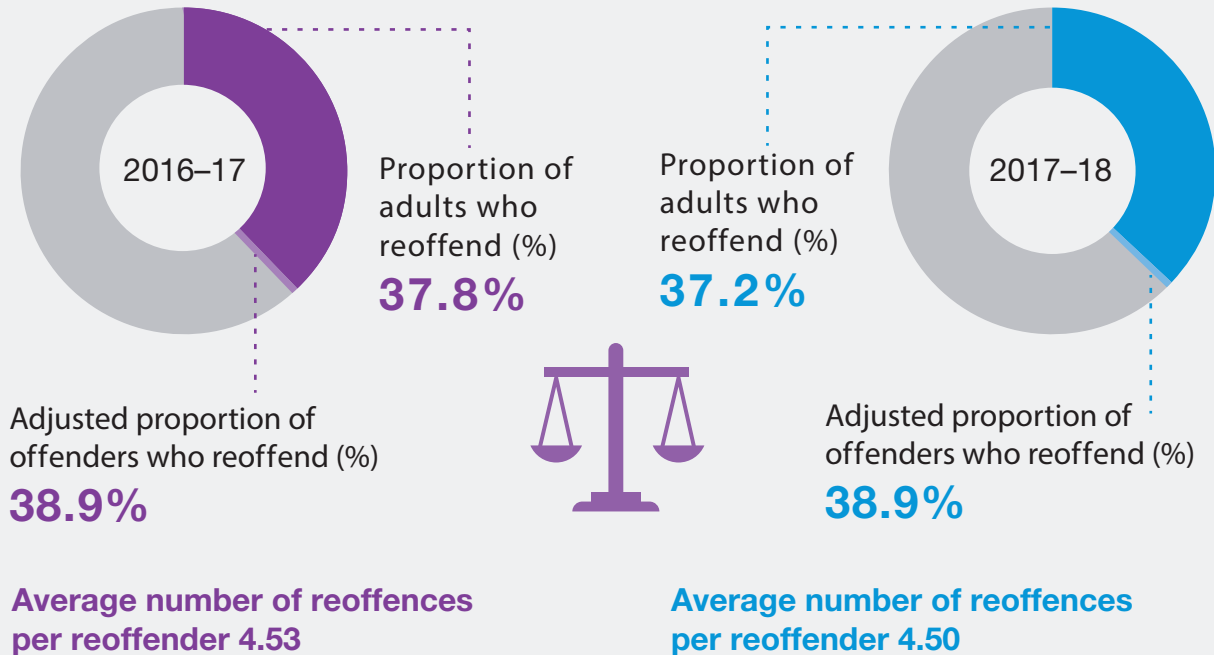 2016–17
Proportion of
adults who
reoffend (%)
37.8%
Adjusted proportion of
offenders who reoffend (%)
38.9%
Average number of reoffences
per reoffender 4.53
2017–18
Proportion of
adults who
reoffend (%)
37.2%
Adjusted proportion of
offenders who reoffend (%)
38.9%
Average number of reoffences
per reoffender 4.50